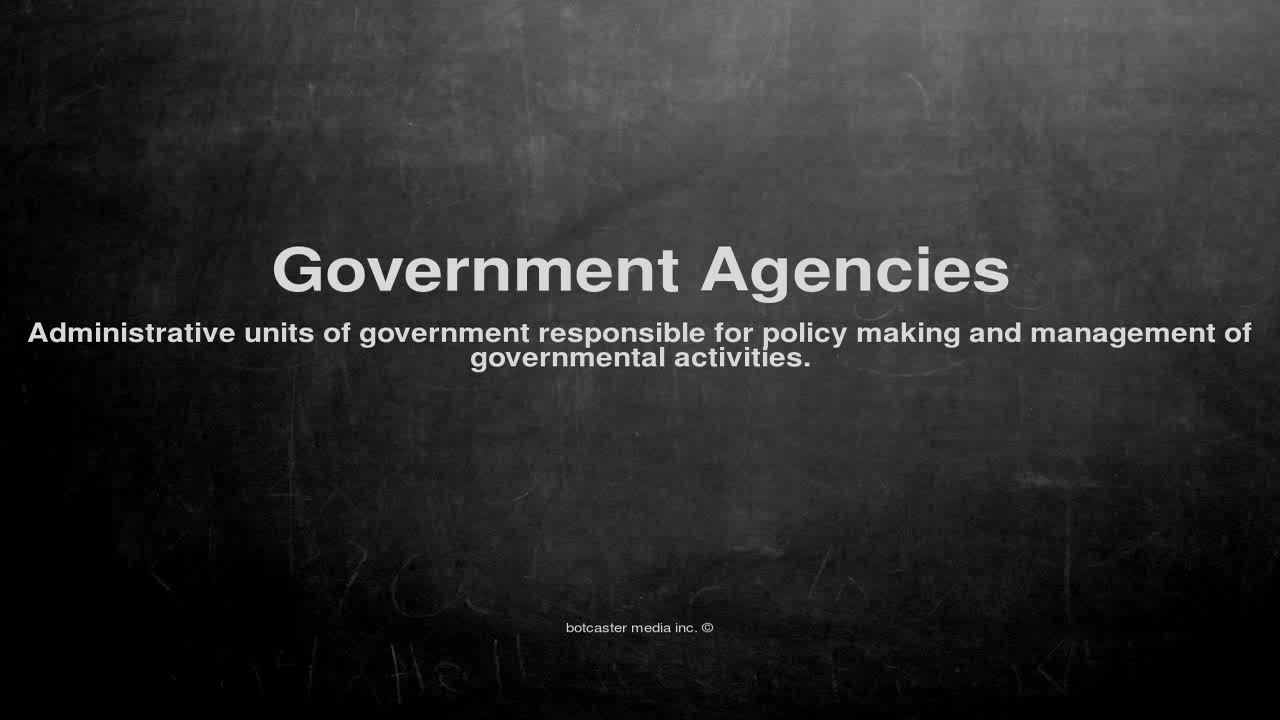 Government Agencies
Administrative units of government responsible for policy making and management of
governmental activities.
botcaster media inc. ©